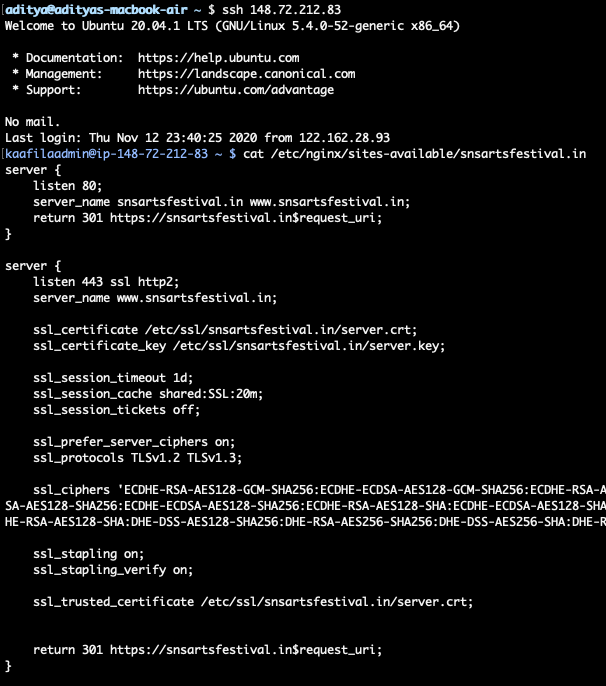 [aditya@adityas-macbook-air ~ $ ssh 148.72.212.83
Welcome to Ubuntu 20.04.1 LTS (GNU/Linux 5.4.0-52-generic x86_64)
* Documentation: https://help.ubuntu.com
* Management: https://landscape.canonical.com
* Support: https://ubuntu.com/advantage
No mail.
Last login: Thu Nov 12 23:40:25 2020 from 122.162.28.93
[kaafilaadmin@ip-148-72-212-83 ~ $ cat /etc/nginx/sites-available/snsartsfestival.in
server {
listen 80;
server_name snsartsfestival.in www.snsartsfestival.in;
return 301 https://snsartsfestival.in$request_uri;
}
server {
listen 443 ssl http2;
server_name www.snsartsfestival.in;
ssl_certificate /etc/ssl/snsartsfestival.in/server.crt;
ssl_certificate_key /etc/ssl/snsartsfestival.in/server.key;
ssl_session_timeout 1d;
ssl_session_cache shared:SSL:20m;
ssl_session_tickets off;
ssl_prefer_server_ciphers on;
ssl_protocols TLSv1.2 TLSv1.3;
ssl_ciphers 'ECDHE-RSA-AES128-GCM-SHA256:ECDHE-ECDSA-AES128-GCM-SHA256:ECDHE-RSA-A
SA-AES128-SHA256:ECDHE-ECDSA-AES128-SHA256:ECDHE-RSA-AES128-SHA:ECDHE-ECDSA-AES128-SHA
HE-RSA-AES128-SHA:DHE-DSS-AES128-SHA256:DHE-RSA-AES256-SHA256:DHE-DSS-AES256-SHA:DHE-R
ssl_stapling on;
ssl_stapling_verify on;
ssl_trusted_certificate /etc/ssl/snsartsfestival.in/server.crt;
return 301 https://snsartsfestival.in$request_uri;
}